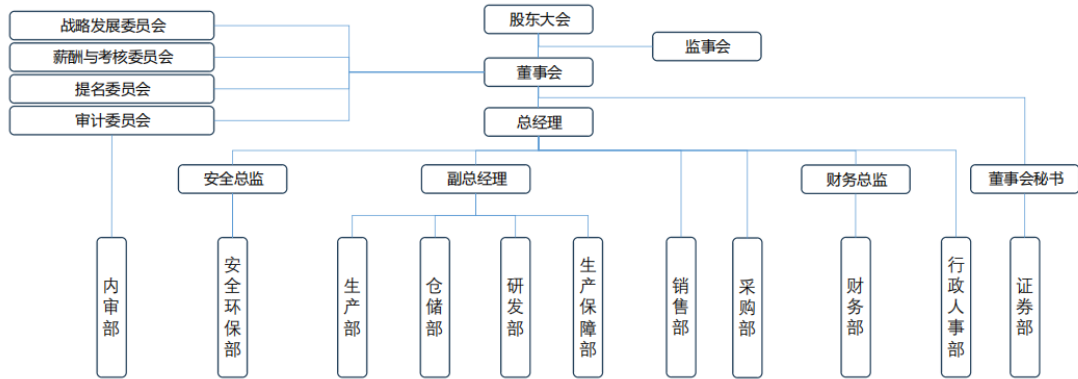 战略发展委员会
薪酬与考核委员会
提名委员会
审计委员会
股东大会
监事会
董事会
总经理
安全总监
副总经理
财务总监
董事会秘书
内审部
安全环保部
生产部
仓储部
研发部
生产保障部
销售部
采购部
财务部
行政人事部
证券部